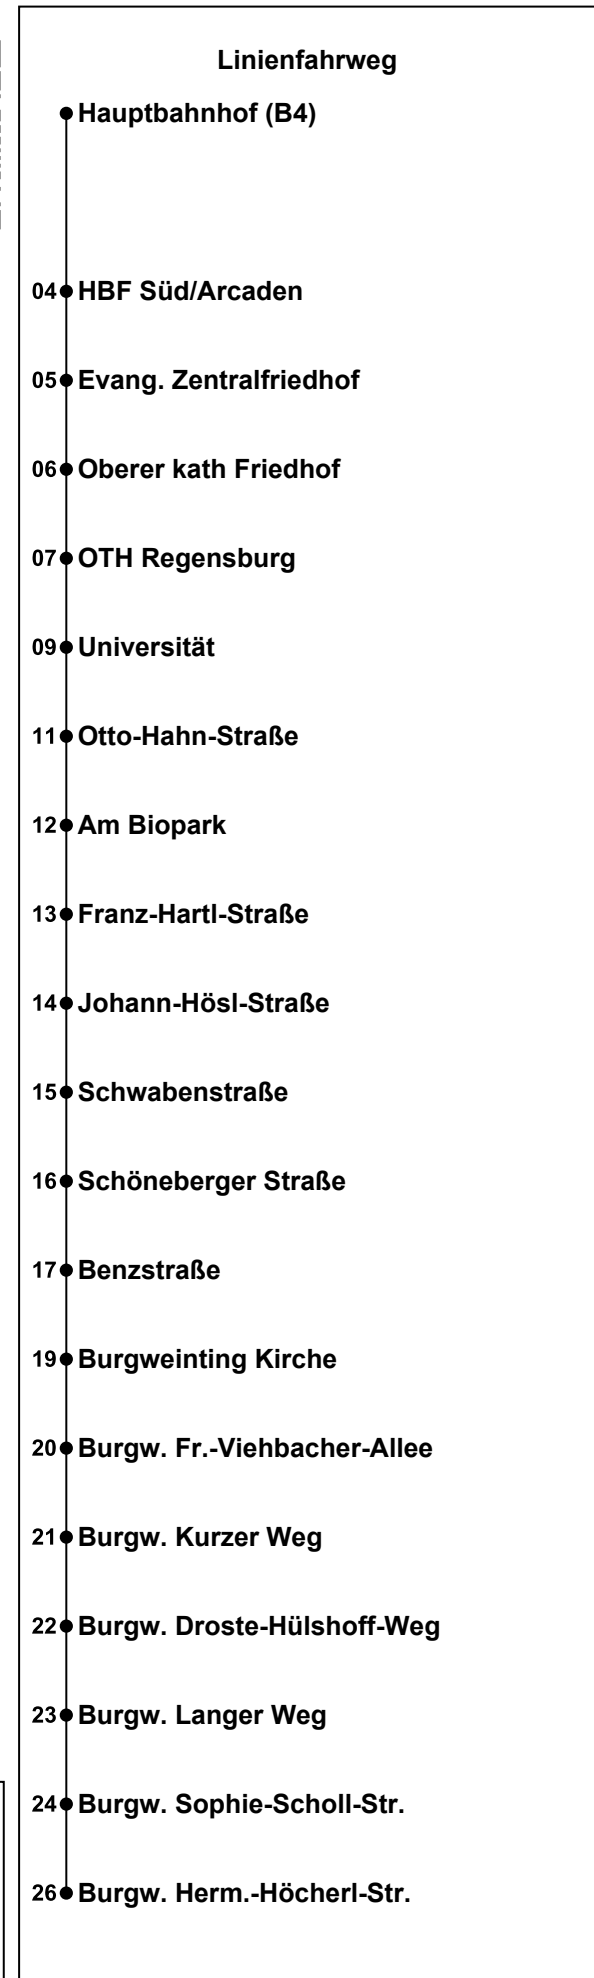 Linienfahrweg
Hauptbahnhof (B4)
04 HBF Süd/Arcaden
05 Evang. Zentralfriedhof
06 Oberer kath Friedhof
07 OTH Regensburg
09 Universität
11 Otto-Hahn-Straße
12 Am Biopark
13 Franz-Hartl-Straße
14 Johann-Hösl-Straße
15 Schwabenstraße
16 Schöneberger Straße
17 Benzstraße
19 Burgweinting Kirche
20 Burgw. Fr.-Viehbacher-Allee
21 Burgw. Kurzer Weg
22 Burgw. Droste-Hülshoff-Weg
23 Burgw. Langer Weg
24 Burgw. Sophie-Scholl-Str.
26 Burgw. Herm.-Höcherl-Str.